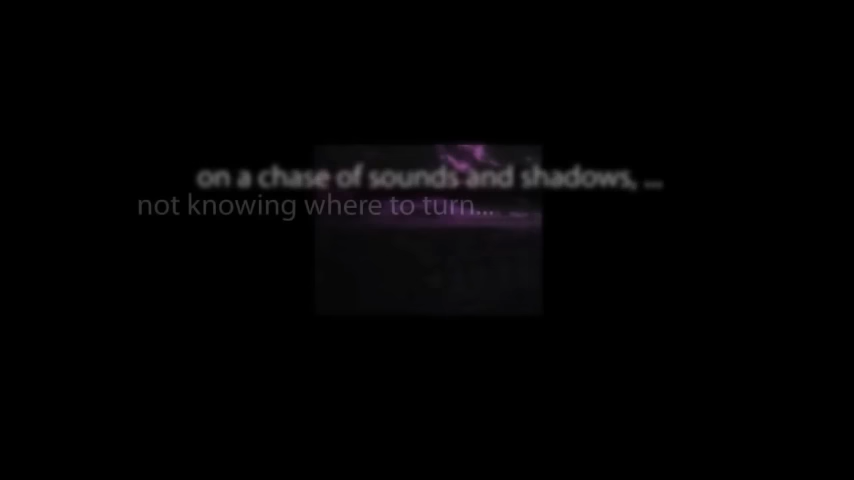 on a chase of sounds and shadows, ...
not knowing where to turn...